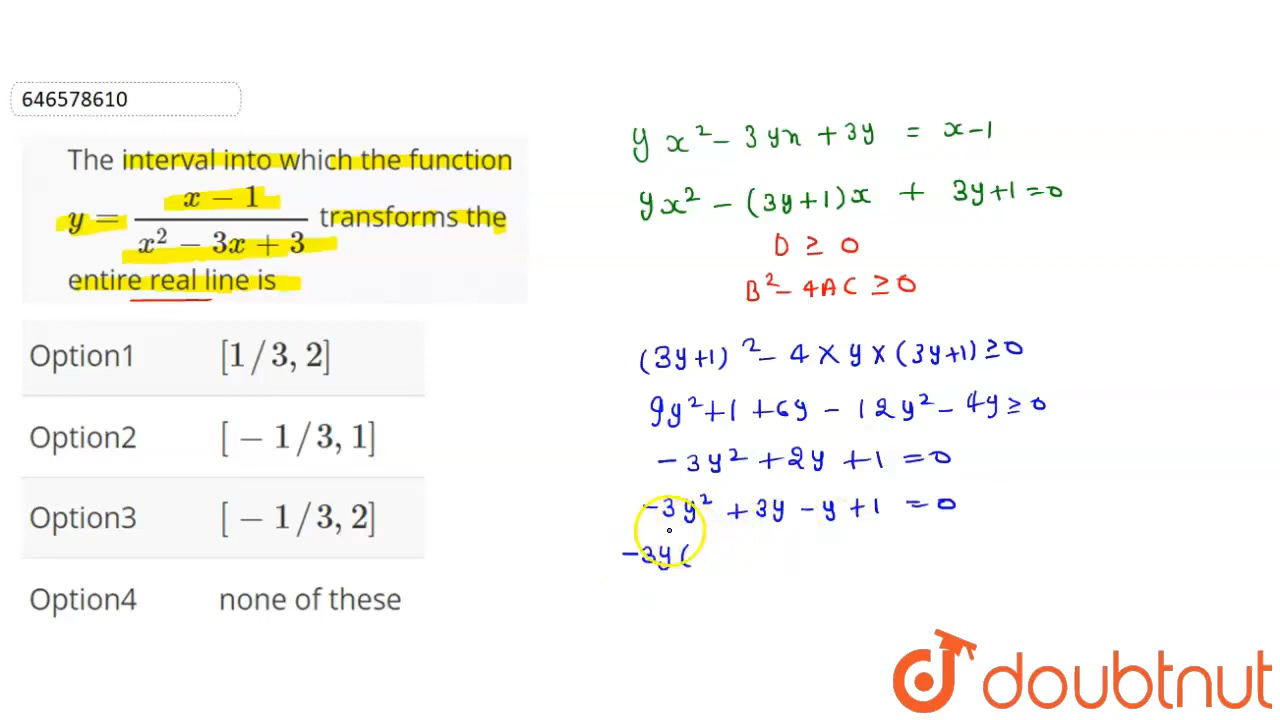 646578610
The interval into which the function
y = \frac{x − 1}{x² − 3x + 3} transforms the
entire real line is
Option1 [1/3, 2]
Option2 [ − 1/3, 1]
Option3 [ − 1/3, 2]
Option4 none of these
y x² − 3yx + 3y = x−1
yx² − (3y+1)x + 3y+1=0
D ≥ 0
B² − 4AC ≥ 0
(3y+1)² − 4 × y × (3y+1) ≥ 0
9y² + 1 + 6y − 12y² − 4y ≥ 0
−3y² + 2y + 1 = 0
−3y² + 3y − y + 1 = 0
−3y (
doubtnut